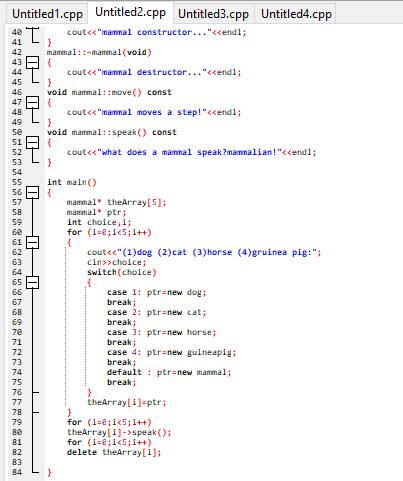 Untitled1.cpp Untitled2.cpp Untitled3.cpp Untitled4.cpp
40 cout<<"mammal constructor..."<<endl;
41 }
42 mammal::~mammal(void)
43 {
44 cout<<"mammal destructor..."<<endl;
45 }
46 void mammal::move() const
47 {
48 cout<<"mammal moves a step!"<<endl;
49 }
50 void mammal::speak() const
51 {
52 cout<<"what does a mammal speak?mammalian!"<<endl;
53 }
54
55 int main()
56 {
57 mammal* theArray[5];
58 mammal* ptr;
59 int choice,i;
60 for (i=0;i<5;i++)
61 {
62 cout<<"(1)dog (2)cat (3)horse (4)gruinea pig:";
63 cin>>choice;
64 switch(choice)
65 {
66 case 1: ptr=new dog;
67 break;
68 case 2: ptr=new cat;
69 break;
70 case 3: ptr=new horse;
71 break;
72 case 4: ptr=new guineapig;
73 break;
74 default : ptr=new mammal;
75 break;
76 }
77 theArray[i]=ptr;
78 }
79 for (i=0;i<5;i++)
80 theArray[i]->speak();
81 for (i=0;i<5;i++)
82 delete theArray[i];
83
84 }